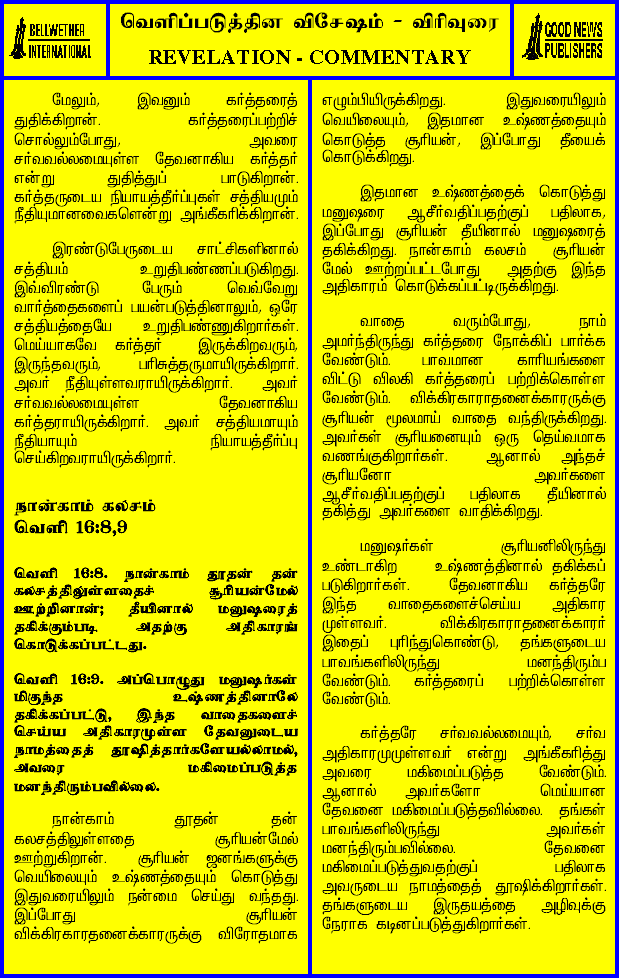 BELLWETHER
INTERNATIONAL
வெளிப்படுத்தின விசேஷம் - விரிவுரை
REVELATION - COMMENTARY
GOOD NEWS
PUBLISHERS
மேலும், இவனும் கர்த்தரைத்
துதிக்கிறான். கர்த்தரைப்பற்றிச்
சொல்லும்போது, அவரை
சர்வவல்லமையுள்ள தேவனாகிய கர்த்தர்
என்று துதித்துப் பாடுகிறான்.
கர்த்தருடைய நியாயத்தீர்ப்புகள் சத்தியமும்
நீதியுமானவைகளென்று அங்கீகரிக்கிறான்.
இரண்டுபேருடைய சாட்சிகளினால்
சத்தியம் உறுதிபண்ணப்படுகிறது.
இவ்விரண்டு பேரும் வெவ்வேறு
வார்த்தைகளைப் பயன்படுத்தினாலும், ஒரே
சத்தியத்தையே உறுதிபண்ணுகிறார்கள்.
மெய்யாகவே கர்த்தர் இருக்கிறவரும்,
இருந்தவரும், பரிசுத்தருமாயிருக்கிறார்.
அவர் நீதியுள்ளவராயிருக்கிறார். அவர்
சர்வவல்லமையுள்ள தேவனாகிய
கர்த்தராயிருக்கிறார். அவர் சத்தியமாயும்
நீதியாயும் நியாயத்தீர்ப்பு
செய்கிறவராயிருக்கிறார்.
நான்காம் கலசம்
வெளி 16:8,9
வெளி 16:8. நான்காம் தூதன் தன்
கலசத்திலுள்ளதைச் சூரியன்மேல்
ஊற்றினான்; தீயினால் மனுஷரைத்
தகிக்கும்படி அதற்கு அதிகாரங்
கொடுக்கப்பட்டது.
வெளி 16:9. அப்பொழுது மனுஷர்கள்
மிகுந்த உஷ்ணத்தினாலே
தகிக்கப்பட்டு, இந்த வாதைகளைச்
செய்ய அதிகாரமுள்ள தேவனுடைய
நாமத்தைத் தூஷித்தார்களேயல்லாமல்,
அவரை மகிமைப்படுத்த
மனந்திரும்பவில்லை.
நான்காம் தூதன் தன்
கலசத்திலுள்ளதை சூரியன்மேல்
ஊற்றுகிறான். சூரியன் ஜனங்களுக்கு
வெயிலையும் உஷ்ணத்தையும் கொடுத்து
இதுவரையிலும் நன்மை செய்து வந்தது.
இப்போது சூரியன்
விக்கிரகாரதனைக்காரருக்கு விரோதமாக
எழும்பியிருக்கிறது. இதுவரையிலும்
வெயிலையும், இதமான உஷ்ணத்தையும்
கொடுத்த சூரியன், இப்போது தீயைக்
கொடுக்கிறது.
இதமான உஷ்ணத்தைக் கொடுத்து
மனுஷரை ஆசீர்வதிப்பதற்குப் பதிலாக,
இப்போது சூரியன் தீயினால் மனுஷரைத்
தகிக்கிறது. நான்காம் கலசம் சூரியன்
மேல் ஊற்றப்பட்டபோது அதற்கு இந்த
அதிகாரம் கொடுக்கப்பட்டிருக்கிறது.
வாதை வரும்போது, நாம்
அமர்ந்திருந்து கர்த்தரை நோக்கிப் பார்க்க
வேண்டும். பாவமான காரியங்களை
விட்டு விலகி கர்த்தரைப் பற்றிக்கொள்ள
வேண்டும். விக்கிரகாராதனைக்காரருக்கு
சூரியன் மூலமாய் வாதை வந்திருக்கிறது.
அவர்கள் சூரியனையும் ஒரு தெய்வமாக
வணங்குகிறார்கள். ஆனால் அந்தச்
சூரியனோ அவர்களை
ஆசீர்வதிப்பதற்குப் பதிலாக தீயினால்
தகித்து அவர்களை வாதிக்கிறது.
மனுஷர்கள் சூரியனிலிருந்து
உண்டாகிற உஷ்ணத்தினால் தகிக்கப்
படுகிறார்கள். தேவனாகிய கர்த்தரே
இந்த வாதைகளைச்செய்ய அதிகார
முள்ளவர். விக்கிரகாராதனைக்காரர்
இதைப் புரிந்துகொண்டு, தங்களுடைய
பாவங்களிலிருந்து மனந்திரும்ப
வேண்டும். கர்த்தரைப் பற்றிக்கொள்ள
வேண்டும்.
கர்த்தரே சர்வவல்லமையும், சர்வ
அதிகாரமுமுள்ளவர் என்று அங்கீகரித்து
அவரை மகிமைப்படுத்த வேண்டும்.
ஆனால் அவர்களோ மெய்யான
தேவனை மகிமைப்படுத்தவில்லை. தங்கள்
பாவங்களிலிருந்து அவர்கள்
மனந்திரும்பவில்லை. தேவனை
மகிமைப்படுத்துவதற்குப் பதிலாக
அவருடைய நாமத்தைத் தூஷிக்கிறார்கள்.
தங்களுடைய இருதயத்தை அழிவுக்கு
நேராக கடினப்படுத்துகிறார்கள்.